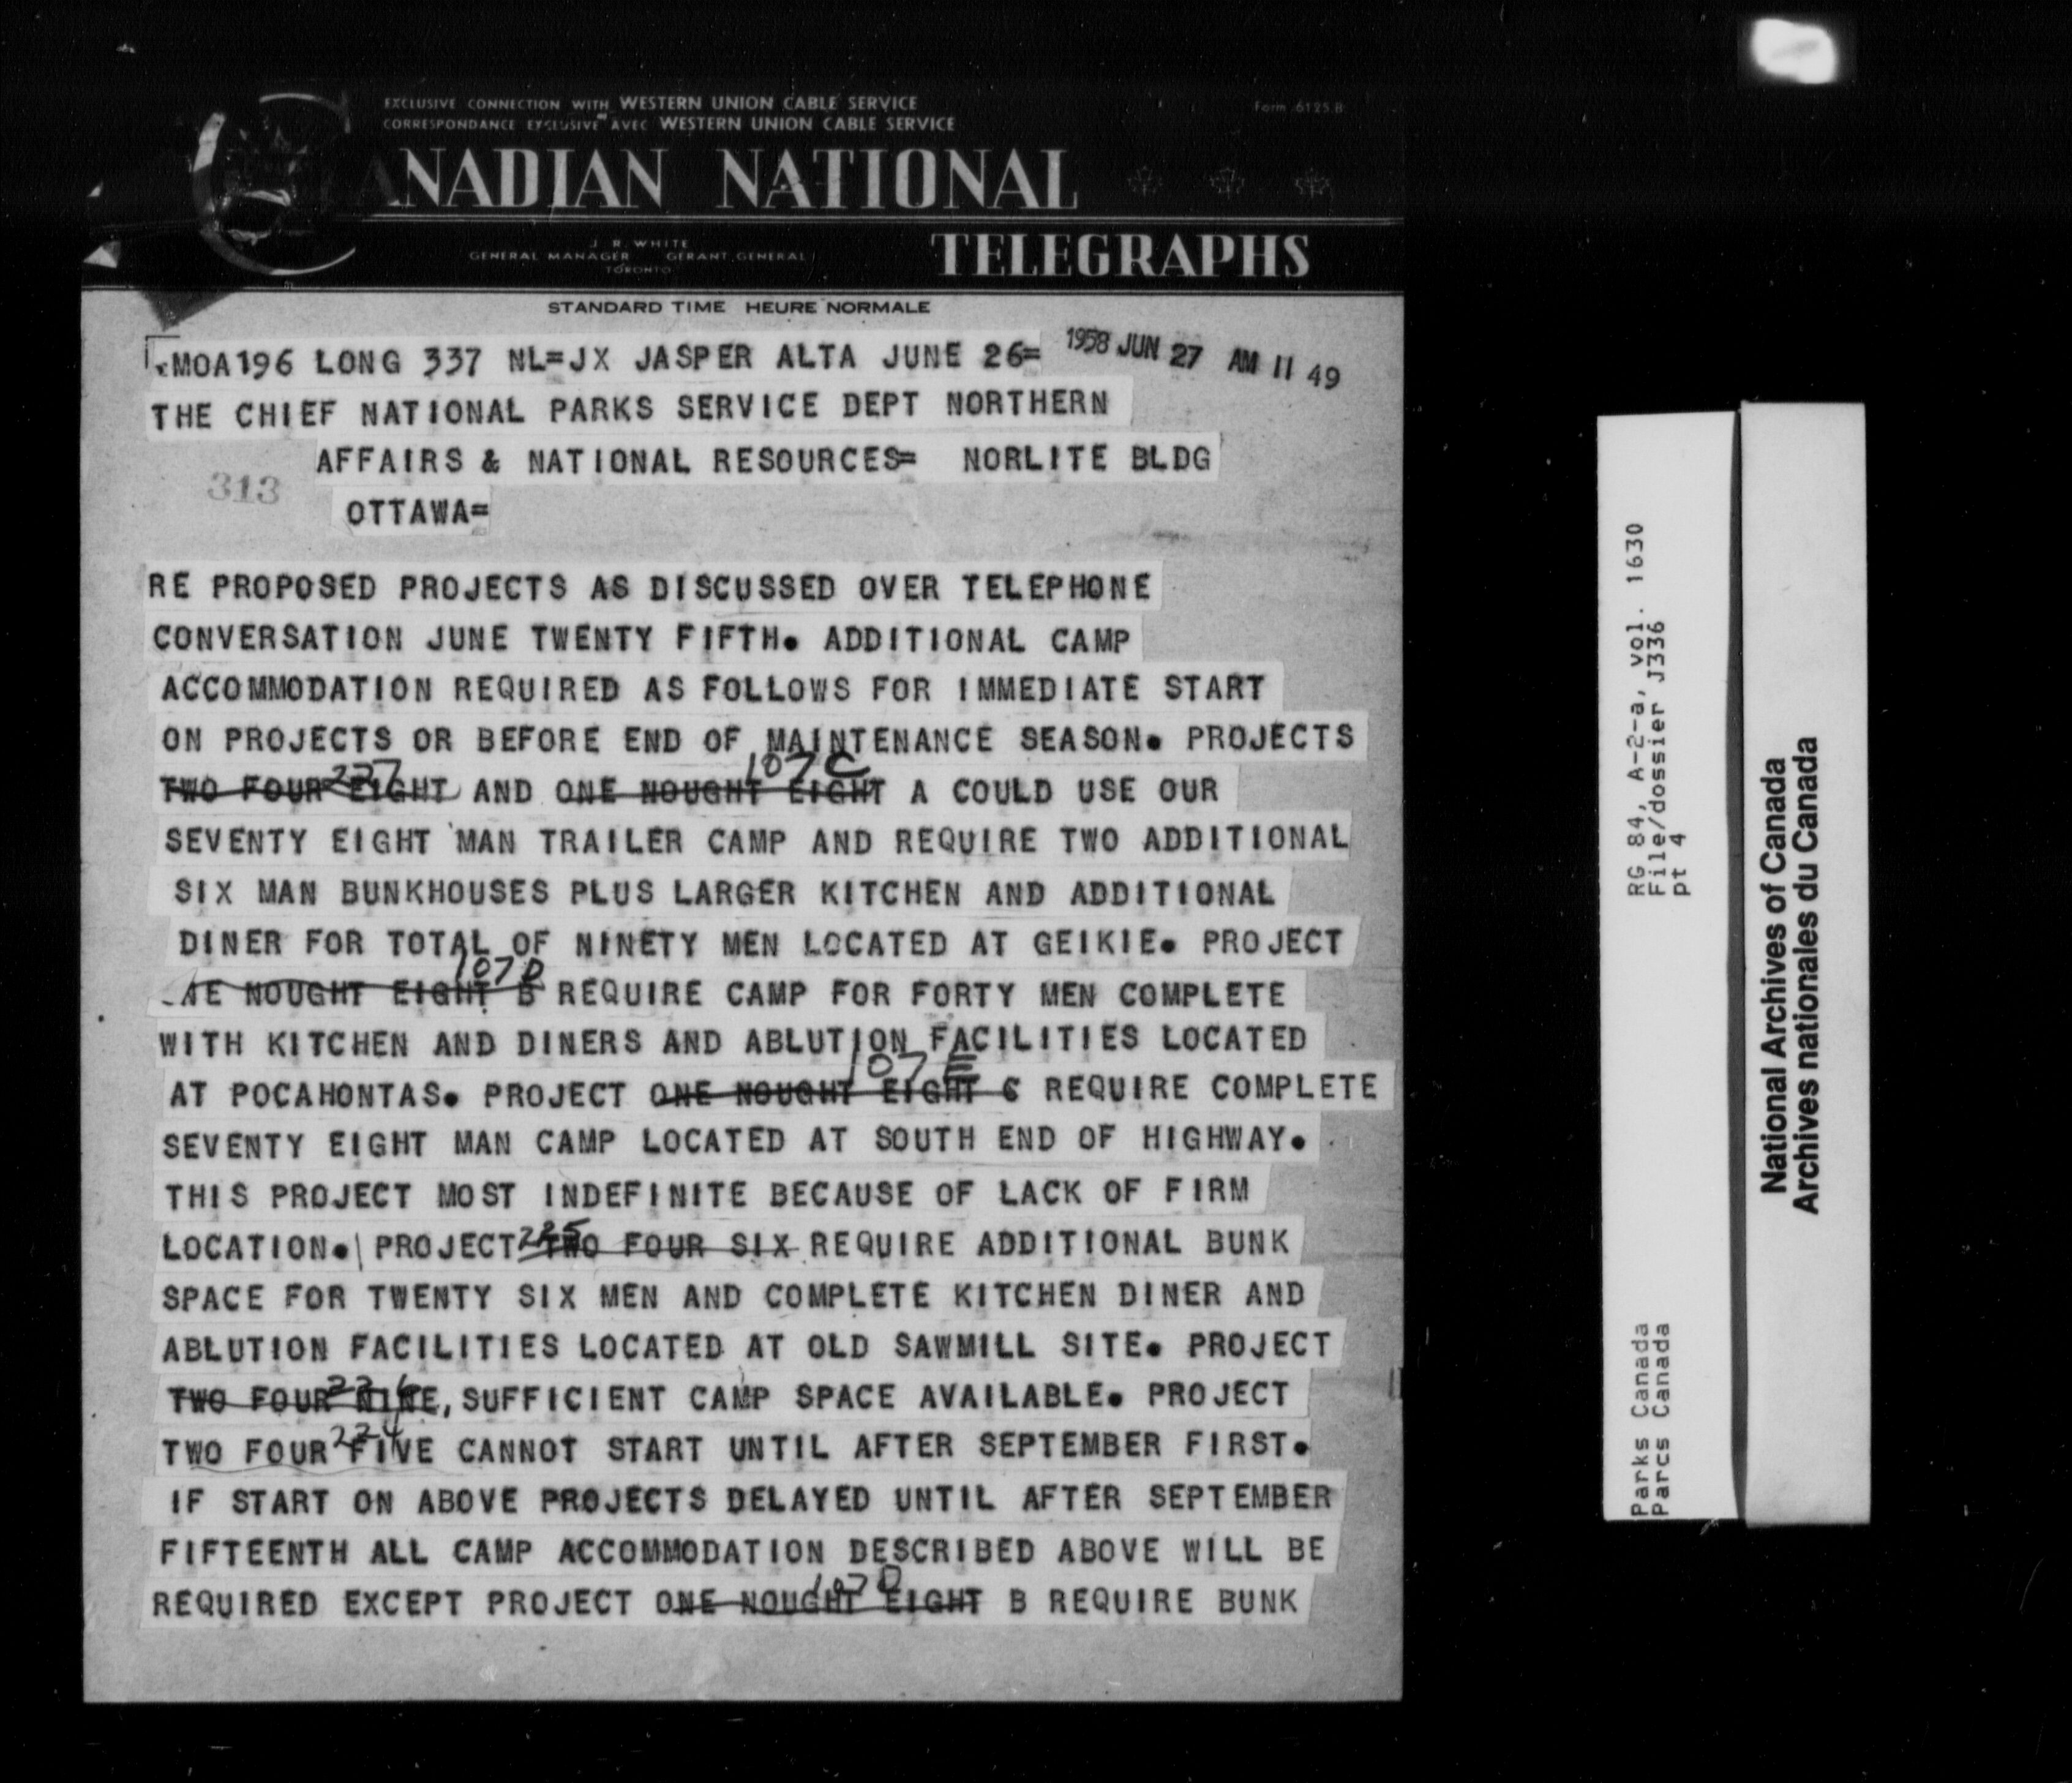 EXCLUSIVE CONNECTION WITH WESTERN UNION CABLE SERVICE
CORRESPONDANCE EXCLUSIVE AVEC WESTERN UNION CABLE SERVICE
Form 6125 B
CANADIAN NATIONAL
TELEGRAPHS
J R WHITE
GENERAL MANAGER GERANT GENERAL
TORONTO
STANDARD TIME HEURE NORMALE
MOA196 LONG 337 NL=JX JASPER ALTA JUNE 26=
1958 JUN 27 AM 11 49
THE CHIEF NATIONAL PARKS SERVICE DEPT NORTHERN
AFFAIRS & NATIONAL RESOURCES= NORLITE BLDG
313
OTTAWA=
RE PROPOSED PROJECTS AS DISCUSSED OVER TELEPHONE
CONVERSATION JUNE TWENTY FIFTH. ADDITIONAL CAMP
ACCOMMODATION REQUIRED AS FOLLOWS FOR IMMEDIATE START
ON PROJECTS OR BEFORE END OF MAINTENANCE SEASON. PROJECTS
227 107 C
TWO FOUR EIGHT AND ONE NOUGHT EIGHT A COULD USE OUR
SEVENTY EIGHT MAN TRAILER CAMP AND REQUIRE TWO ADDITIONAL
SIX MAN BUNKHOUSES PLUS LARGER KITCHEN AND ADDITIONAL
DINER FOR TOTAL OF NINETY MEN LOCATED AT GEIKIE. PROJECT
107 D
NE NOUGHT EIGHT B REQUIRE CAMP FOR FORTY MEN COMPLETE
WITH KITCHEN AND DINERS AND ABLUTION FACILITIES LOCATED
107 E
AT POCAHONTAS. PROJECT ONE NOUGHT EIGHT C REQUIRE COMPLETE
SEVENTY EIGHT MAN CAMP LOCATED AT SOUTH END OF HIGHWAY.
THIS PROJECT MOST INDEFINITE BECAUSE OF LACK OF FIRM
225
LOCATION. PROJECT TWO FOUR SIX REQUIRE ADDITIONAL BUNK
SPACE FOR TWENTY SIX MEN AND COMPLETE KITCHEN DINER AND
ABLUTION FACILITIES LOCATED AT OLD SAWMILL SITE. PROJECT
TWO FOUR NINE, SUFFICIENT CAMP SPACE AVAILABLE. PROJECT
224
TWO FOUR FIVE CANNOT START UNTIL AFTER SEPTEMBER FIRST.
IF START ON ABOVE PROJECTS DELAYED UNTIL AFTER SEPTEMBER
FIFTEENTH ALL CAMP ACCOMMODATION DESCRIBED ABOVE WILL BE
107 D
REQUIRED EXCEPT PROJECT ONE NOUGHT EIGHT B REQUIRE BUNK
RG 84, A-2-a, vol. 1630
File/dossier J336
pt 4
Parks Canada
Parcs Canada
National Archives of Canada
Archives nationales du Canada